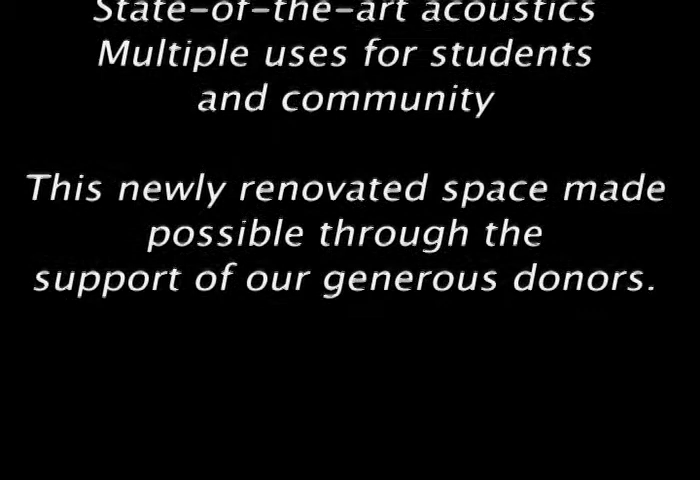 State-of-the-art acoustics
Multiple uses for students
and community
This newly renovated space made
possible through the
support of our generous donors.